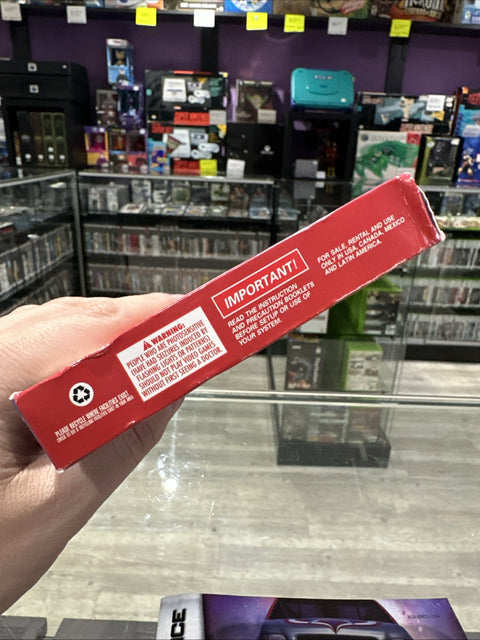 PLEASE RECYCLE WHERE FACILITIES EXIST.
⚠ WARNING:
PEOPLE WHO ARE PHOTOSENSITIVE
(HAVE HAD SEIZURES INDUCED BY
FLASHING LIGHTS OR PATTERNS)
SHOULD NOT PLAY VIDEO GAMES
WITHOUT FIRST SEEING A DOCTOR.
IMPORTANT!
READ THE INSTRUCTION
AND PRECAUTION BOOKLETS
BEFORE SETUP OR USE OF
YOUR SYSTEM.
FOR SALE, RENTAL AND USE
ONLY IN USA, CANADA, MEXICO
AND LATIN AMERICA.